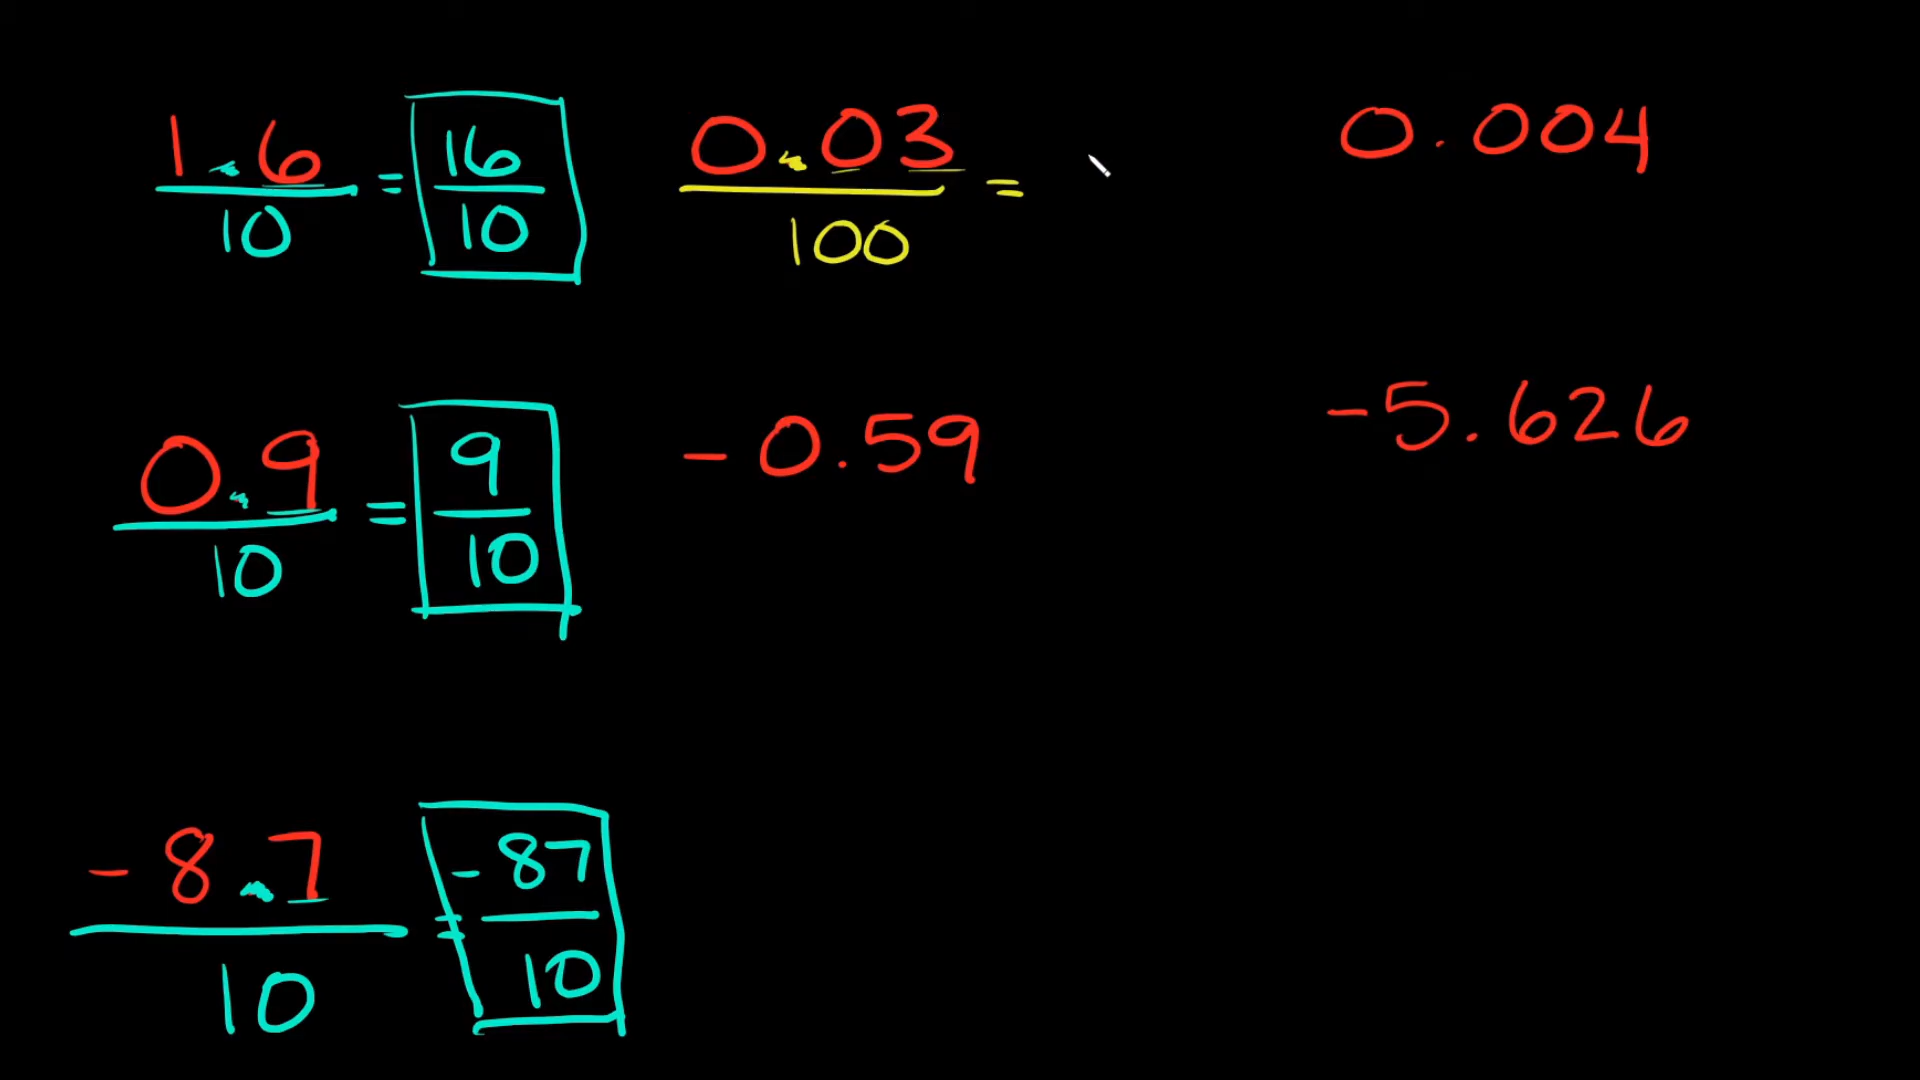 1.6/10 = 16/10
0.03/100 =
0.004
0.9/10 = 9/10
-0.59
-5.626
-8.7/10 = -87/10